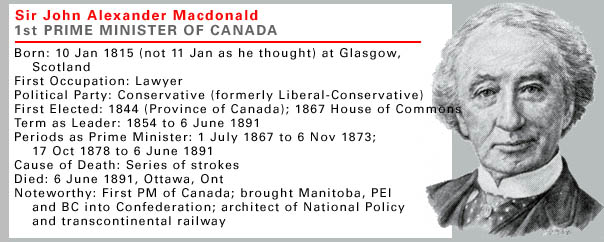 Sir John Alexander Macdonald
1st PRIME MINISTER OF CANADA
Born: 10 Jan 1815 (not 11 Jan as he thought) at Glasgow,
Scotland
First Occupation: Lawyer
Political Party: Conservative (formerly Liberal-Conservative)
First Elected: 1844 (Province of Canada); 1867 House of Commons
Term as Leader: 1854 to 6 June 1891
Periods as Prime Minister: 1 July 1867 to 6 Nov 1873;
17 Oct 1878 to 6 June 1891
Cause of Death: Series of strokes
Died: 6 June 1891, Ottawa, Ont
Noteworthy: First PM of Canada; brought Manitoba, PEI
and BC into Confederation; architect of National Policy
and transcontinental railway